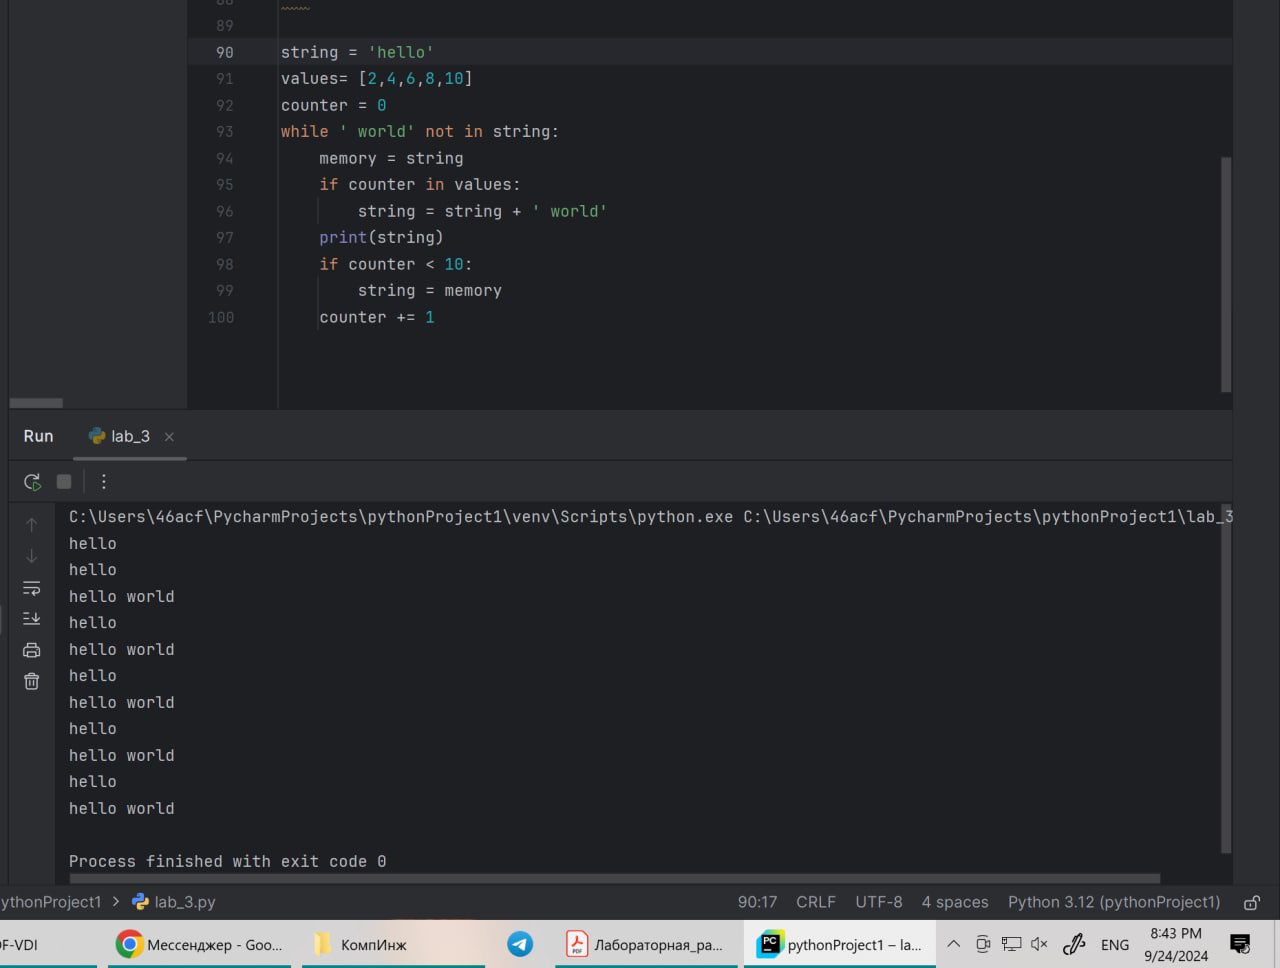 89
90 string = 'hello'
91 values= [2,4,6,8,10]
92 counter = 0
93 while ' world' not in string:
94 memory = string
95 if counter in values:
96 string = string + ' world'
97 print(string)
98 if counter < 10:
99 string = memory
100 counter += 1
Run lab_3
C:\Users\46acf\PycharmProjects\pythonProject1\venv\Scripts\python.exe C:\Users\46acf\PycharmProjects\pythonProject1\lab_3
hello
hello
hello world
hello
hello world
hello
hello world
hello
hello world
hello
hello world
Process finished with exit code 0
ythonProject1 > lab_3.py 90:17 CRLF UTF-8 4 spaces Python 3.12 (pythonProject1)
F-VDI Мессенджер - Goo... КомпИнж Лабораторная_ра... pythonProject1 – la... ENG 8:43 PM
9/24/2024